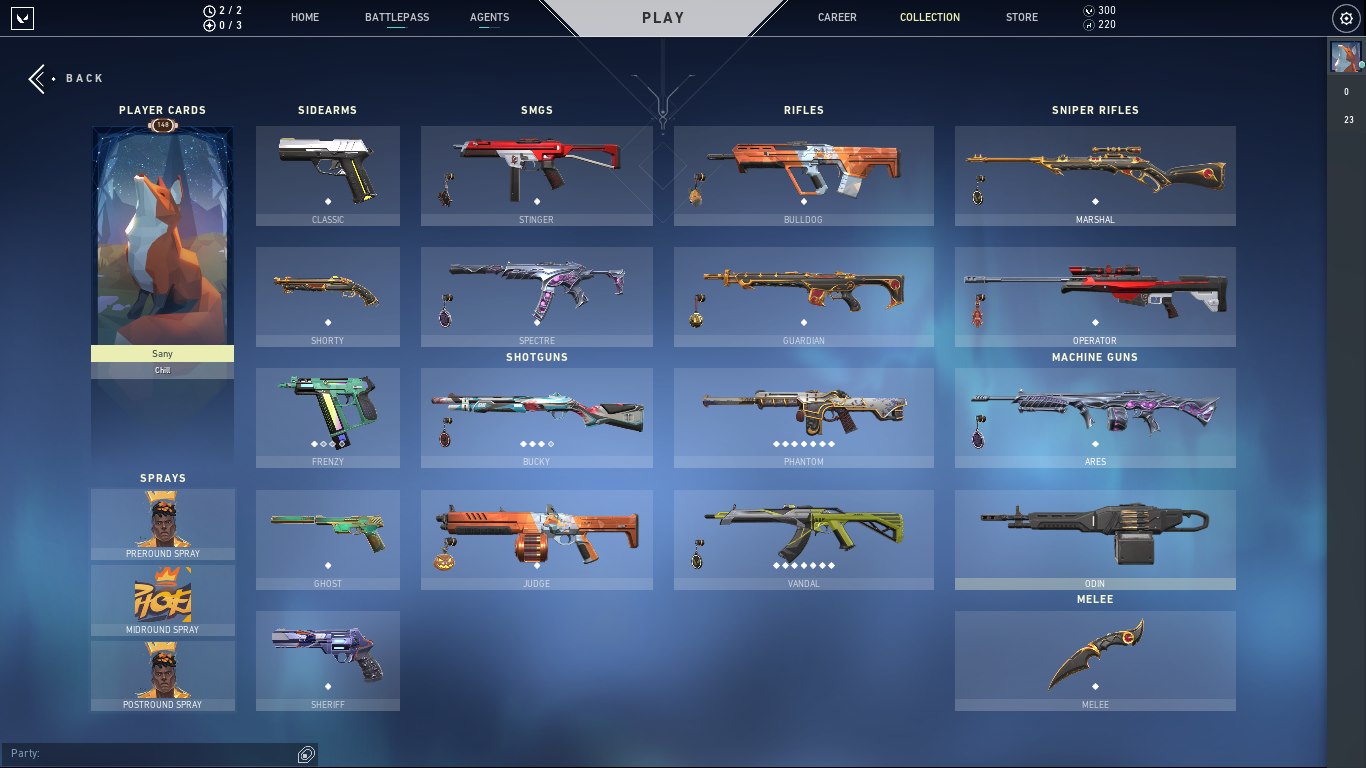 2 / 2
0 / 3
HOME
BATTLEPASS
AGENTS
PLAY
CAREER
COLLECTION
STORE
300
220
BACK
0
23
PLAYER CARDS
148
Sany
Chill
SPRAYS
PREROUND SPRAY
MIDROUND SPRAY
POSTROUND SPRAY
SIDEARMS
CLASSIC
SHORTY
FRENZY
GHOST
SHERIFF
SMGS
STINGER
SPECTRE
SHOTGUNS
BUCKY
JUDGE
RIFLES
BULLDOG
GUARDIAN
PHANTOM
VANDAL
SNIPER RIFLES
MARSHAL
OPERATOR
MACHINE GUNS
ARES
ODIN
MELEE
MELEE
Party: